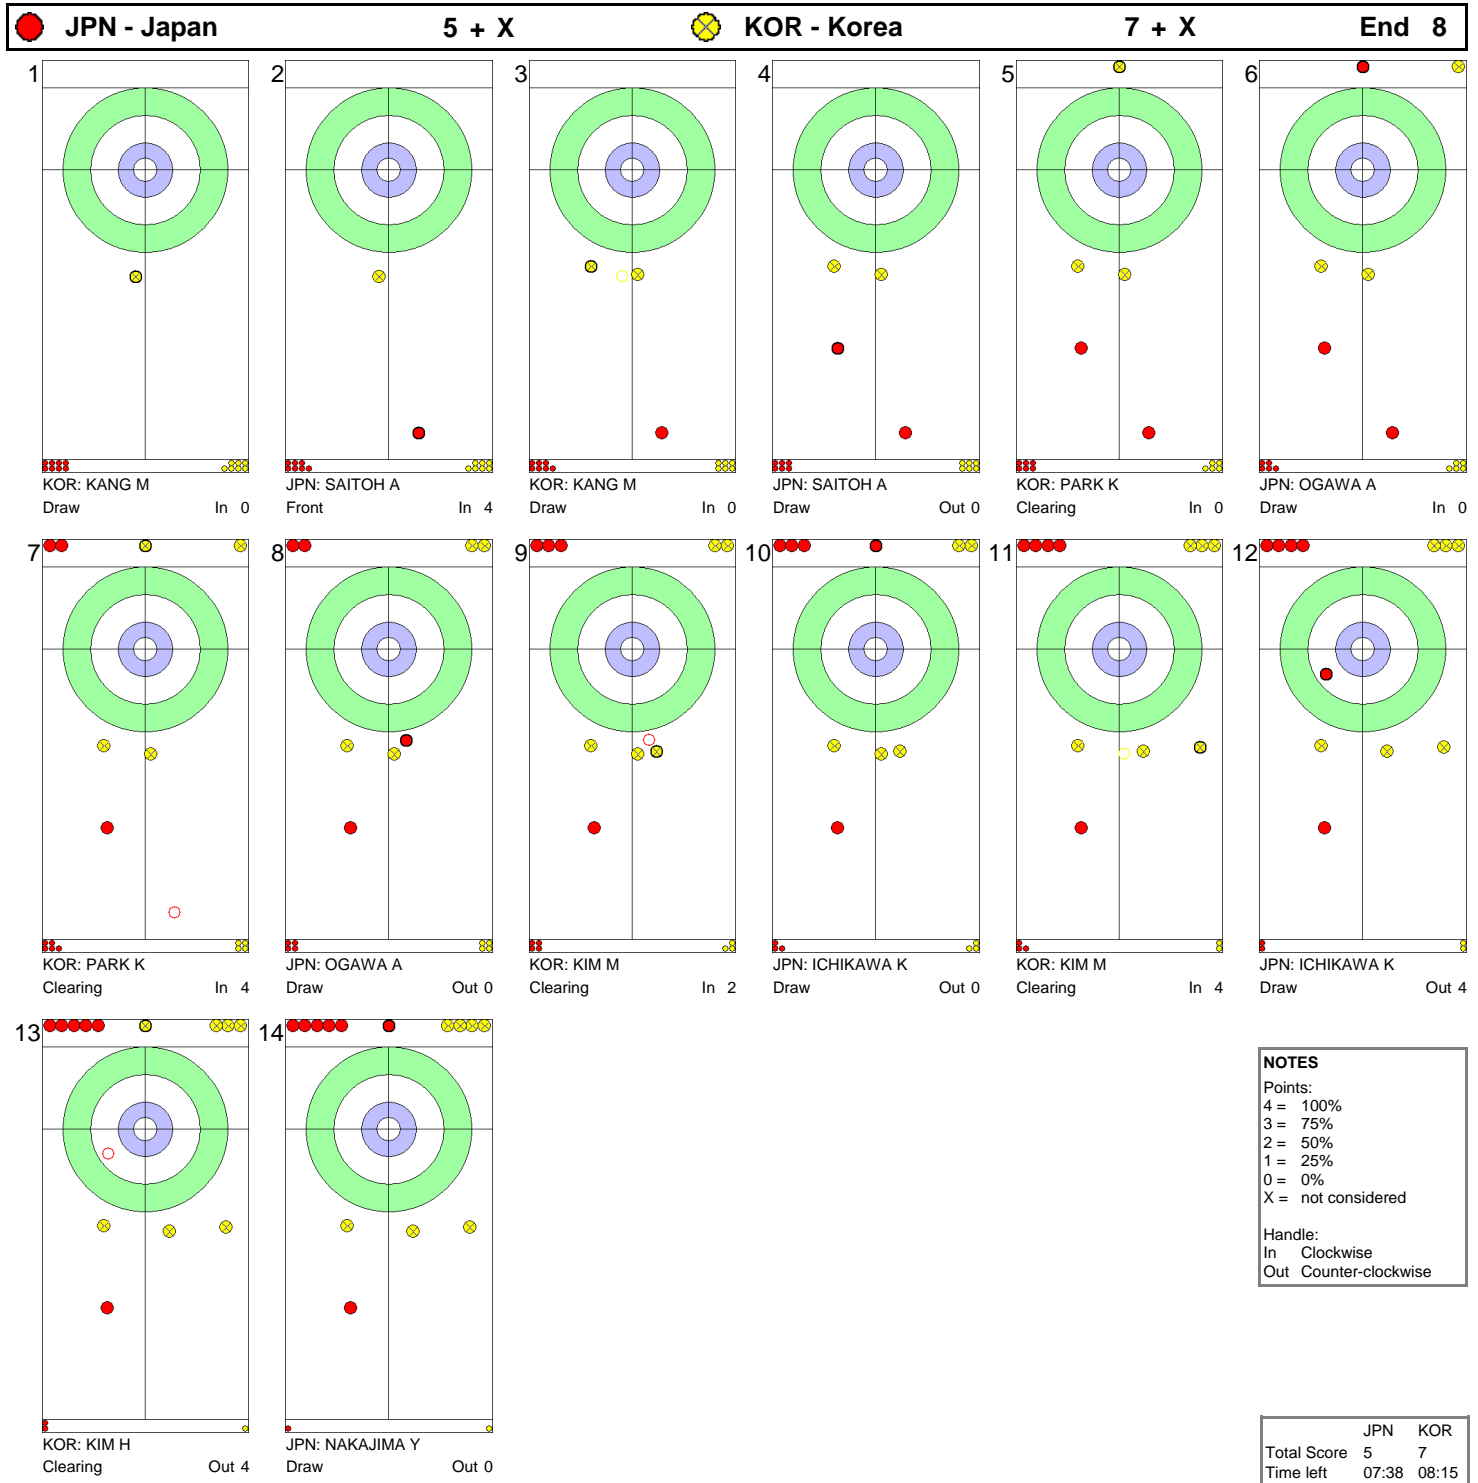 JPN - Japan 5 + X KOR - Korea 7 + X End 8
1 2 3 4 5 6
KOR: KANG M JPN: SAITOH A KOR: KANG M JPN: SAITOH A KOR: PARK K JPN: OGAWA A
Draw In 0 Front In 4 Draw In 0 Draw Out 0 Clearing In 0 Draw In 0
7 8 9 10 11 12
KOR: PARK K JPN: OGAWA A KOR: KIM M JPN: ICHIKAWA K KOR: KIM M JPN: ICHIKAWA K
Clearing In 4 Draw Out 0 Clearing In 2 Draw Out 0 Clearing In 4 Draw Out 4
13 14
KOR: KIM H JPN: NAKAJIMA Y
Clearing Out 4 Draw Out 0
NOTES
Points:
4 = 100%
3 = 75%
2 = 50%
1 = 25%
0 = 0%
X = not considered
Handle:
In Clockwise
Out Counter-clockwise
JPN KOR
Total Score 5 7
Time left 07:38 08:15